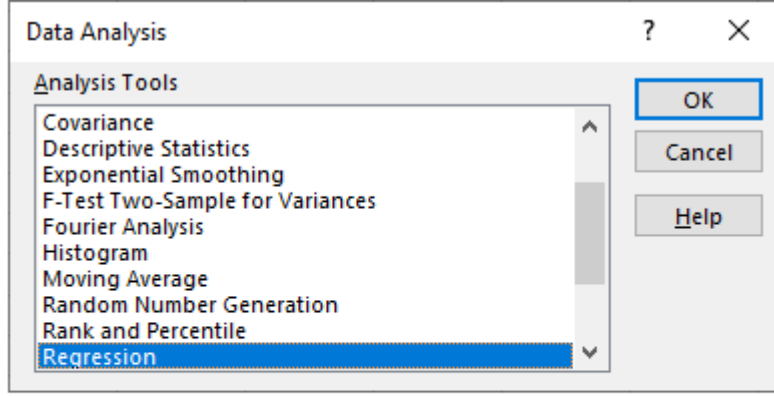 Data Analysis ?
Analysis Tools
Covariance
Descriptive Statistics
Exponential Smoothing
F-Test Two-Sample for Variances
Fourier Analysis
Histogram
Moving Average
Random Number Generation
Rank and Percentile
Regression
OK
Cancel
Help